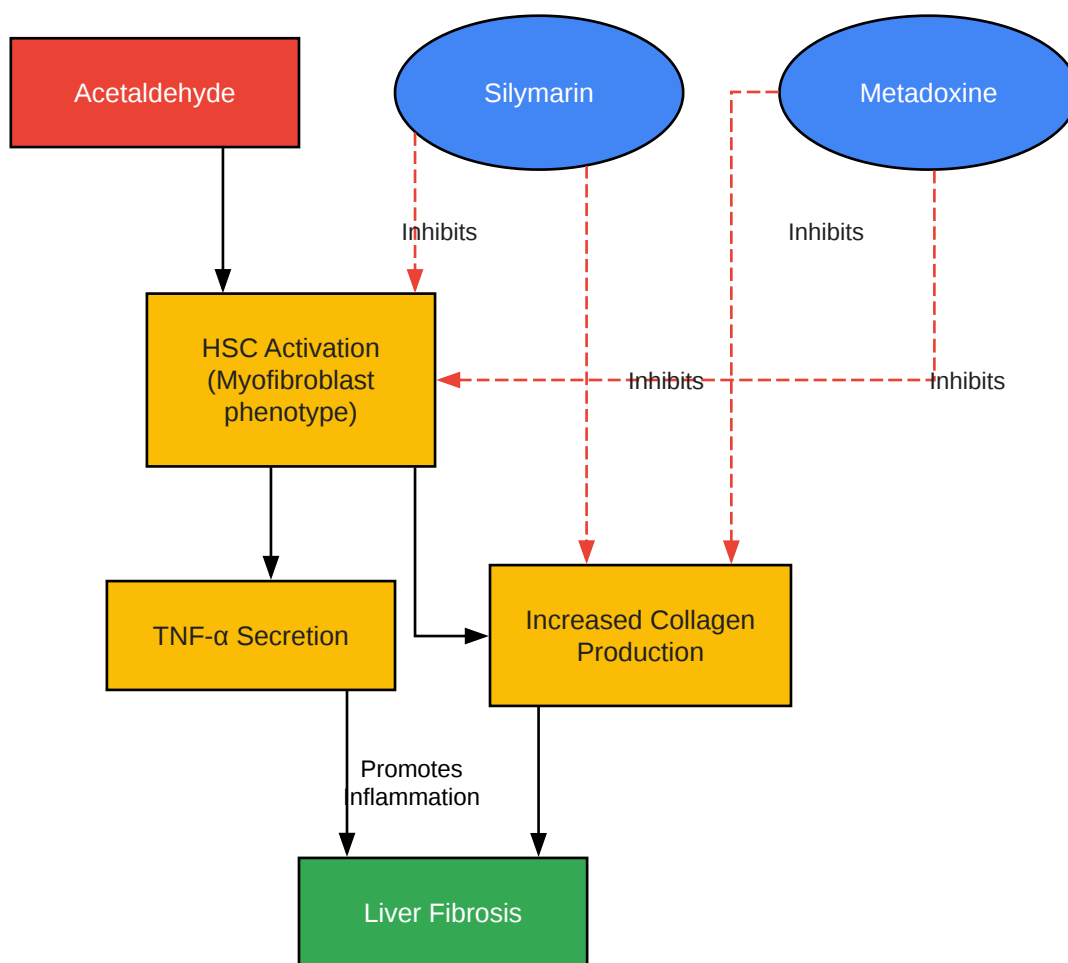 Acetaldehyde
Silymarin
Metadoxine
Inhibits
Inhibits
HSC Activation
(Myofibroblast
phenotype)
Inhibits
Inhibits
TNF-α Secretion
Increased Collagen
Production
Promotes
Inflammation
Liver Fibrosis